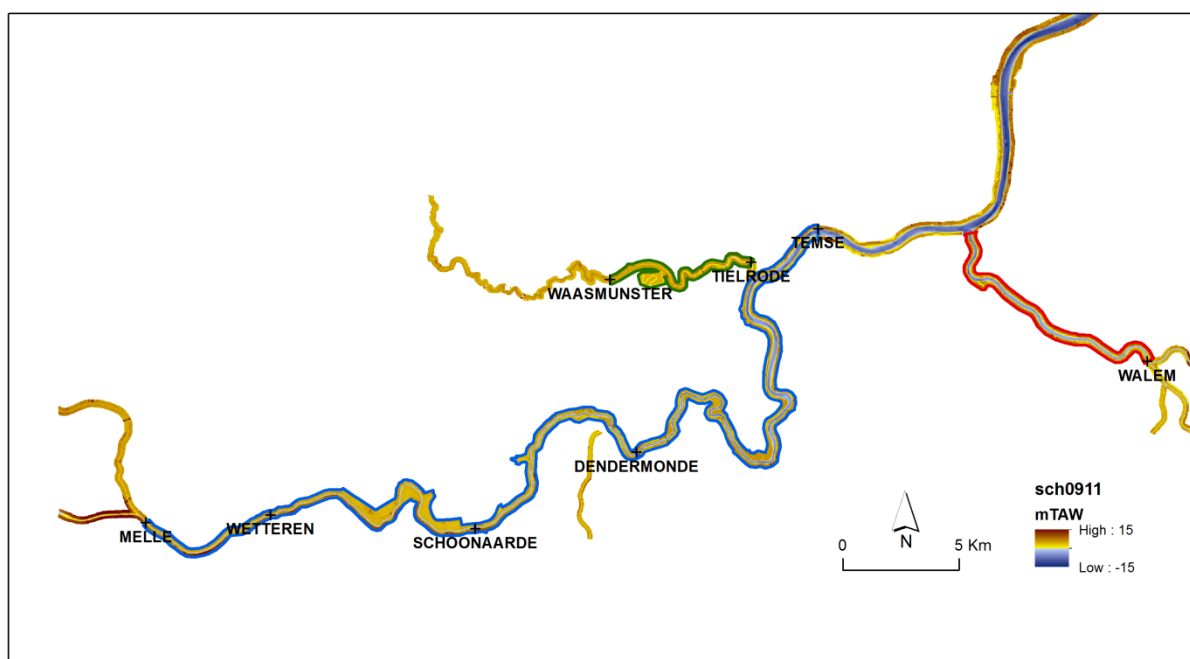 TEMSE
TIELRODE
WAASMUNSTER
WALEM
DENDERMONDE
WETTEREN
MELLE
SCHOONAARDE
sch0911
mTAW
High : 15
Low : -15
N
0 5 Km